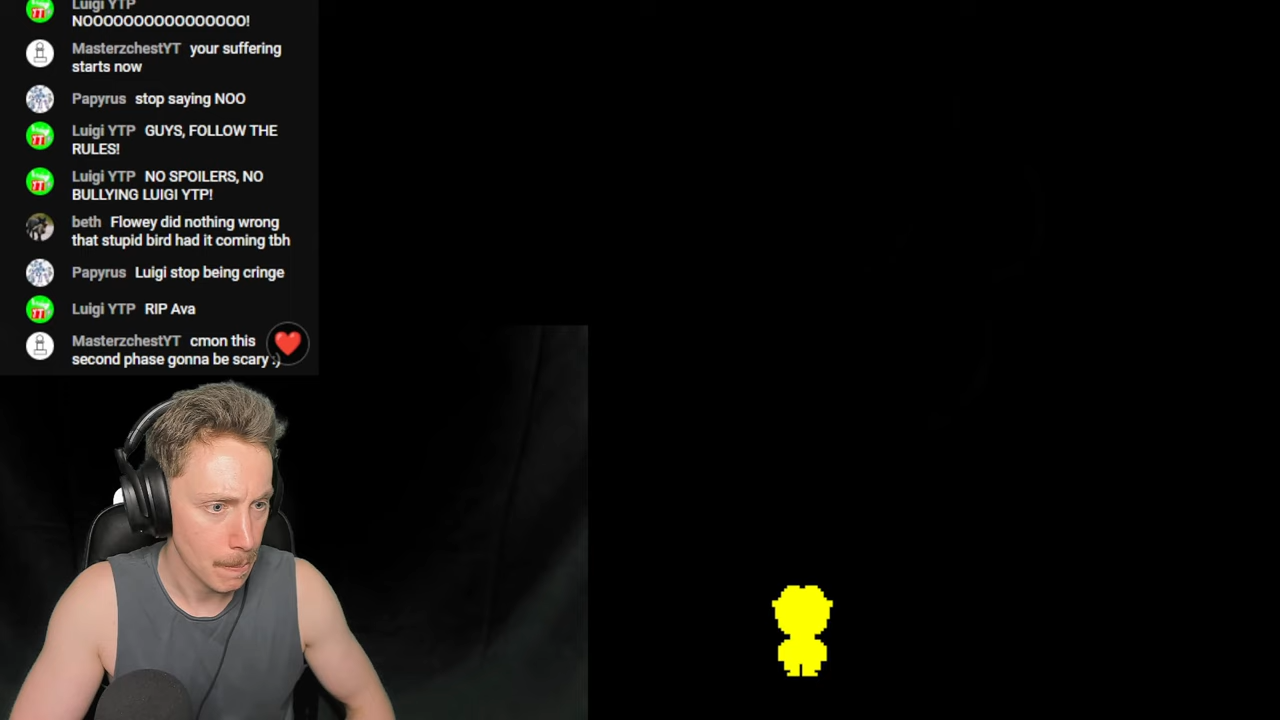 Luigi YTP
NOOOOOOOOOOOOOOOO!
MasterzchestYT your suffering
starts now
Papyrus stop saying NOO
Luigi YTP GUYS, FOLLOW THE
RULES!
Luigi YTP NO SPOILERS, NO
BULLYING LUIGI YTP!
beth Flowey did nothing wrong
that stupid bird had it coming tbh
Papyrus Luigi stop being cringe
Luigi YTP RIP Ava
MasterzchestYT cmon this
second phase gonna be scary :)